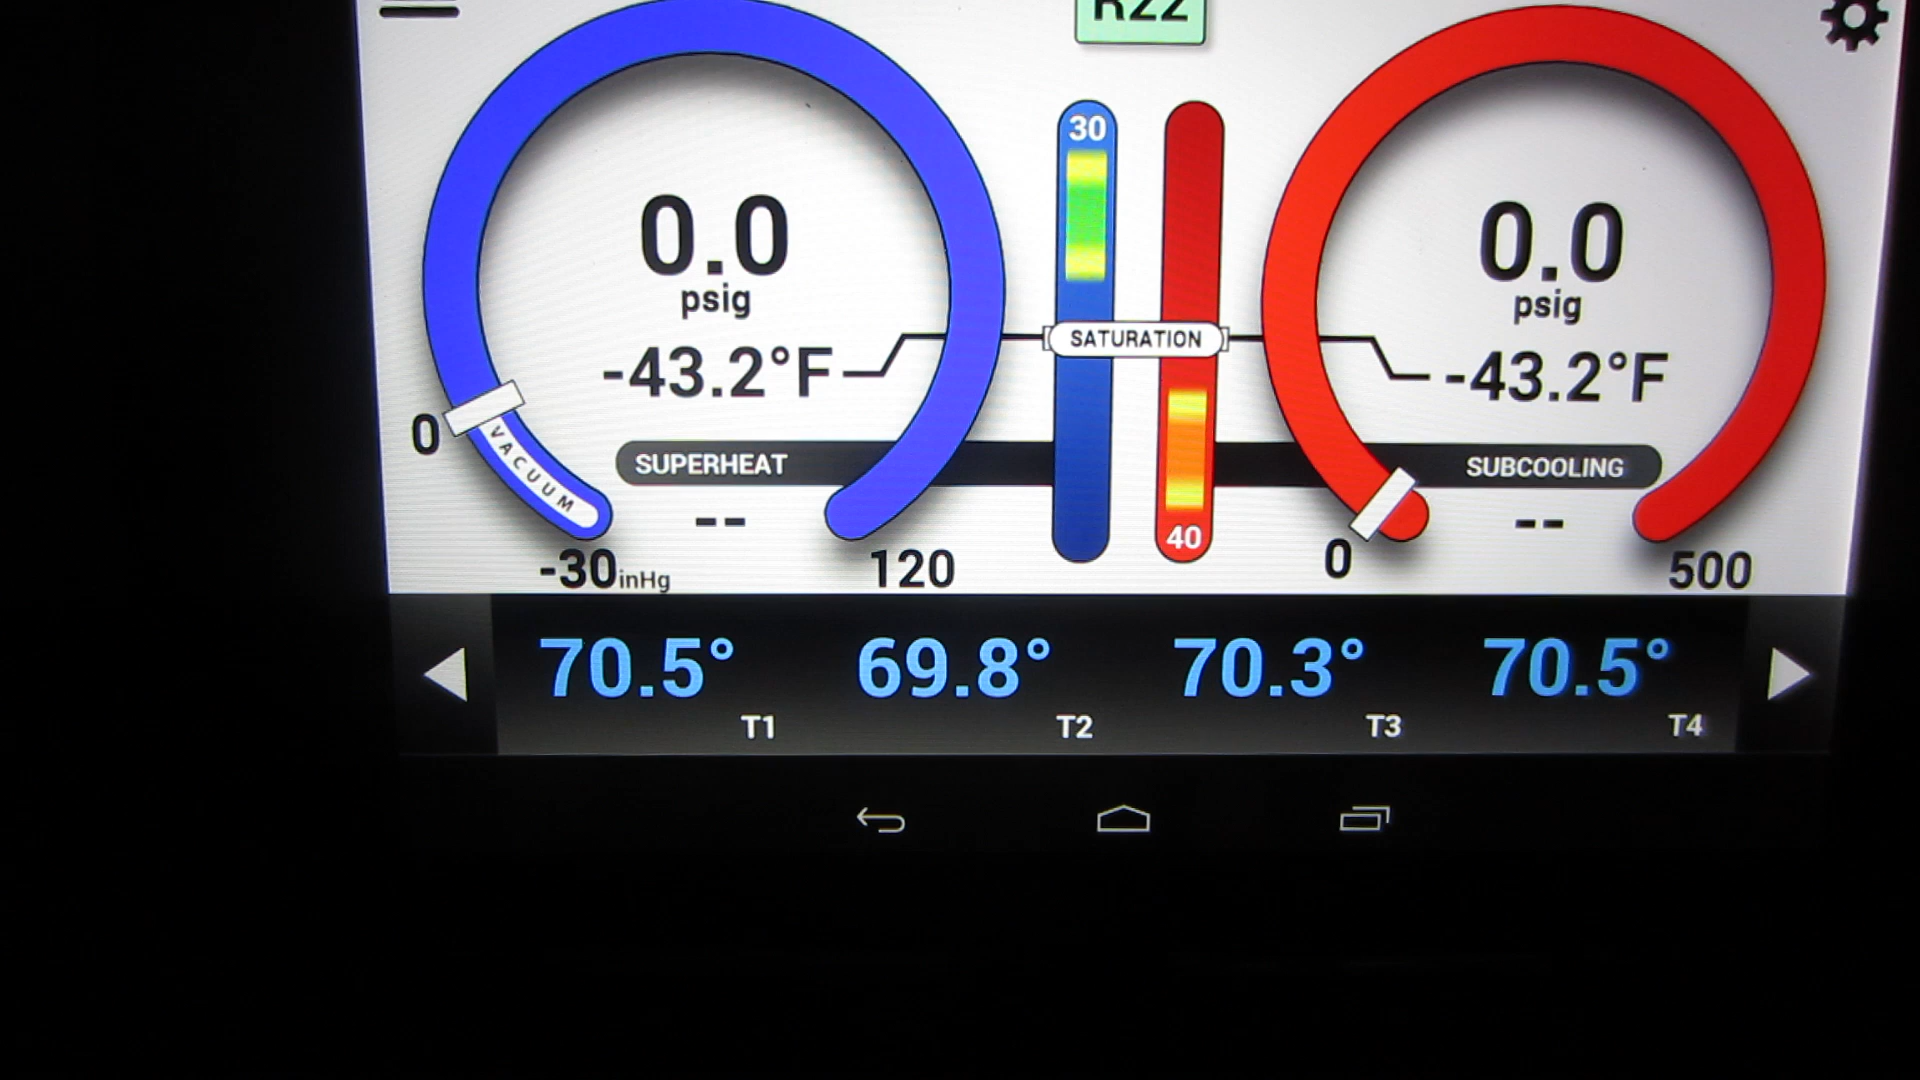 R22
30
0.0
psig
-43.2°F
SATURATION
0.0
psig
-43.2°F
0
VACUUM
SUPERHEAT
SUBCOOLING
--
--
-30inHg
120
40
0
500
70.5°
69.8°
70.3°
70.5°
T1
T2
T3
T4